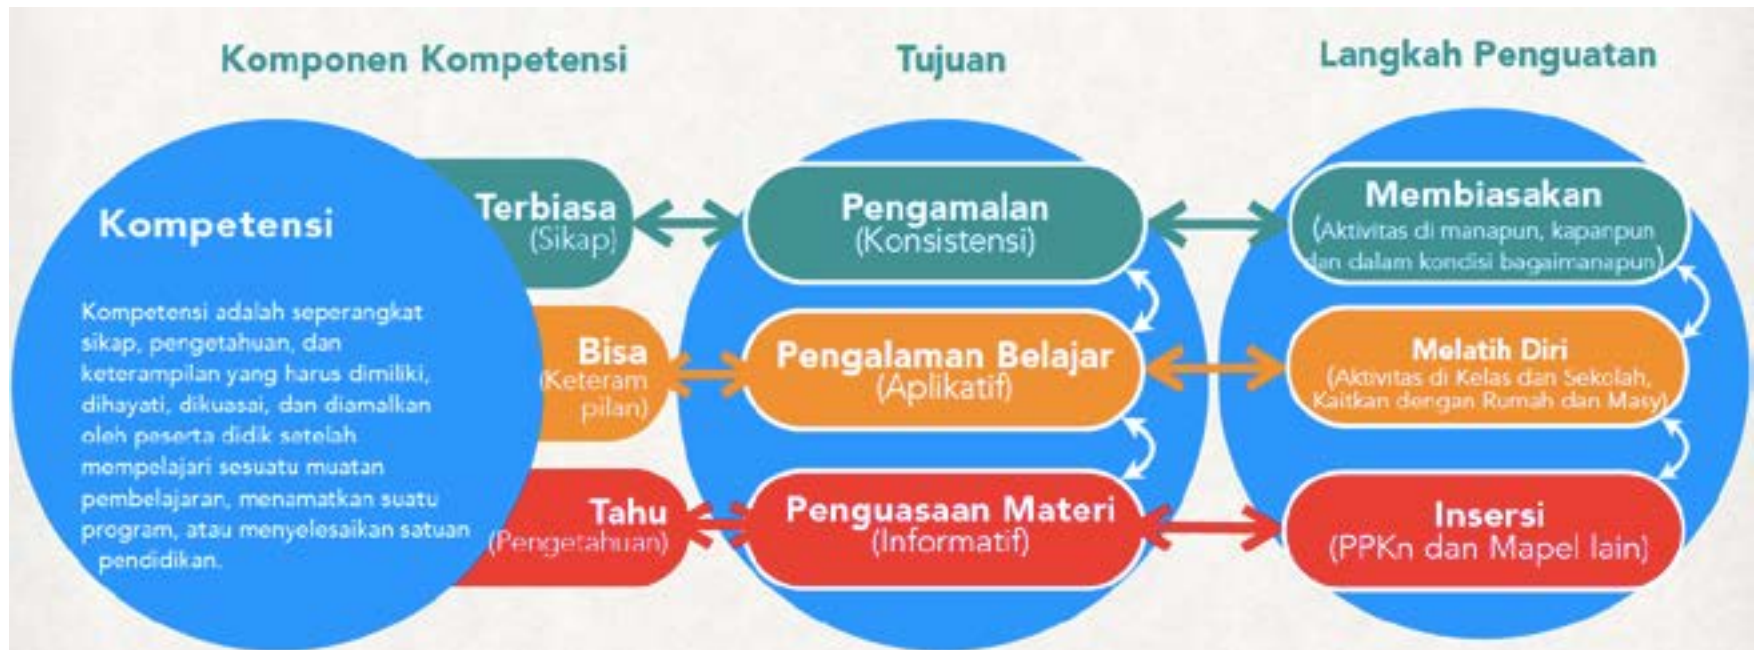 Komponen Kompetensi
Tujuan
Langkah Penguatan
Kompetensi
Kompetensi adalah seperangkat
sikap, pengetahuan, dan
keterampilan yang harus dimiliki,
dihayati, dikuasai, dan diamalkan
oleh peserta didik setelah
mempelajari sesuatu muatan
pembelajaran, menamatkan suatu
program, atau menyelesaikan satuan
pendidikan.
Terbiasa
(Sikap)
Pengamalan
(Konsistensi)
Membiasakan
(Aktivitas di manapun, kapanpun
dan dalam kondisi bagaimanapun)
Bisa
(Keteram
pilan)
Pengalaman Belajar
(Aplikatif)
Melatih Diri
(Aktivitas di Kelas dan Sekolah,
Kaitkan dengan Rumah dan Masy)
Tahu
(Pengetahuan)
Penguasaan Materi
(Informatif)
Insersi
(PPKn dan Mapel lain)